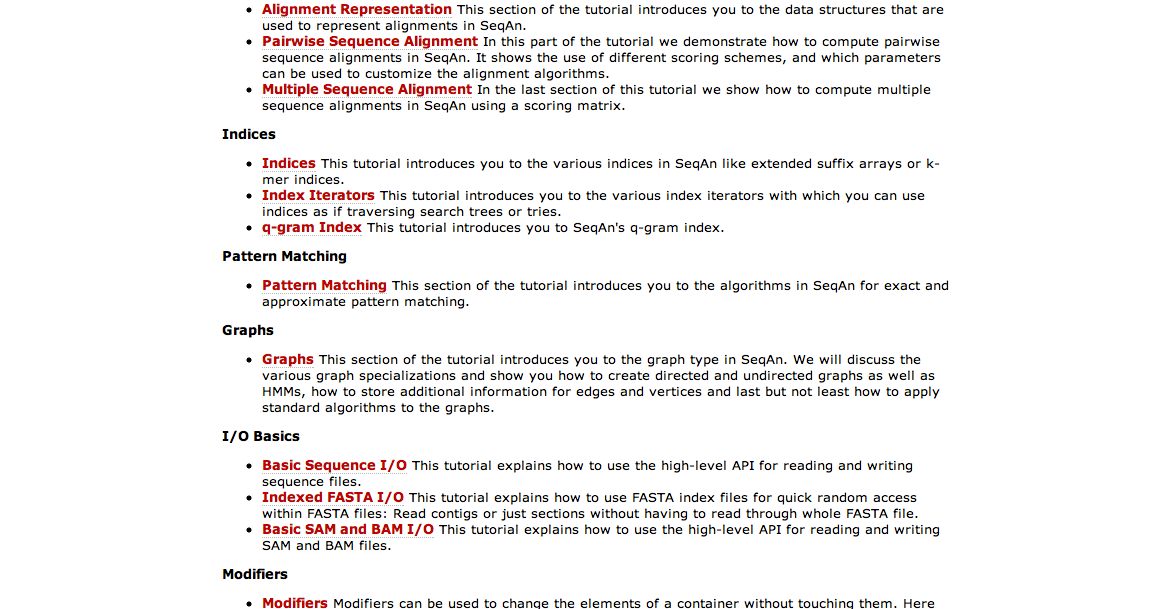 • Alignment Representation This section of the tutorial introduces you to the data structures that are
used to represent alignments in SeqAn.
• Pairwise Sequence Alignment In this part of the tutorial we demonstrate how to compute pairwise
sequence alignments in SeqAn. It shows the use of different scoring schemes, and which parameters
can be used to customize the alignment algorithms.
• Multiple Sequence Alignment In the last section of this tutorial we show how to compute multiple
sequence alignments in SeqAn using a scoring matrix.
Indices
• Indices This tutorial introduces you to the various indices in SeqAn like extended suffix arrays or k-
mer indices.
• Index Iterators This tutorial introduces you to the various index iterators with which you can use
indices as if traversing search trees or tries.
• q-gram Index This tutorial introduces you to SeqAn's q-gram index.
Pattern Matching
• Pattern Matching This section of the tutorial introduces you to the algorithms in SeqAn for exact and
approximate pattern matching.
Graphs
• Graphs This section of the tutorial introduces you to the graph type in SeqAn. We will discuss the
various graph specializations and show you how to create directed and undirected graphs as well as
HMMs, how to store additional information for edges and vertices and last but not least how to apply
standard algorithms to the graphs.
I/O Basics
• Basic Sequence I/O This tutorial explains how to use the high-level API for reading and writing
sequence files.
• Indexed FASTA I/O This tutorial explains how to use FASTA index files for quick random access
within FASTA files: Read contigs or just sections without having to read through whole FASTA file.
• Basic SAM and BAM I/O This tutorial explains how to use the high-level API for reading and writing
SAM and BAM files.
Modifiers
• Modifiers Modifiers can be used to change the elements of a container without touching them. Here